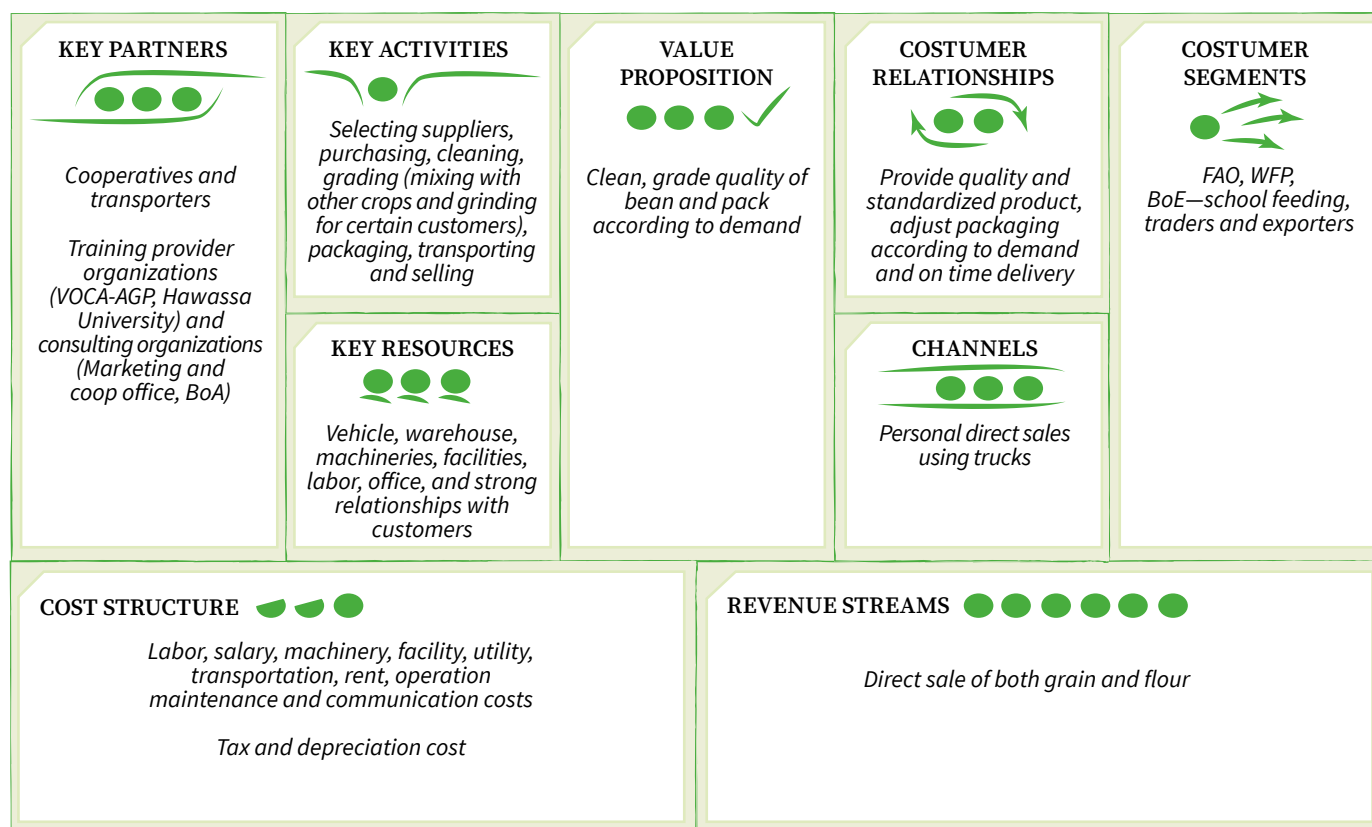 KEY PARTNERS
Cooperatives and
transporters
Training provider
organizations
(VOCA-AGP, Hawassa
University) and
consulting organizations
(Marketing and
coop office, BoA)
KEY ACTIVITIES
Selecting suppliers,
purchasing, cleaning,
grading (mixing with
other crops and grinding
for certain customers),
packaging, transporting
and selling
KEY RESOURCES
Vehicle, warehouse,
machineries, facilities,
labor, office, and strong
relationships with
customers
VALUE
PROPOSITION
Clean, grade quality of
bean and pack
according to demand
COSTUMER
RELATIONSHIPS
Provide quality and
standardized product,
adjust packaging
according to demand
and on time delivery
CHANNELS
Personal direct sales
using trucks
COSTUMER
SEGMENTS
FAO, WFP,
BoE—school feeding,
traders and exporters
COST STRUCTURE
Labor, salary, machinery, facility, utility,
transportation, rent, operation
maintenance and communication costs
Tax and depreciation cost
REVENUE STREAMS
Direct sale of both grain and flour